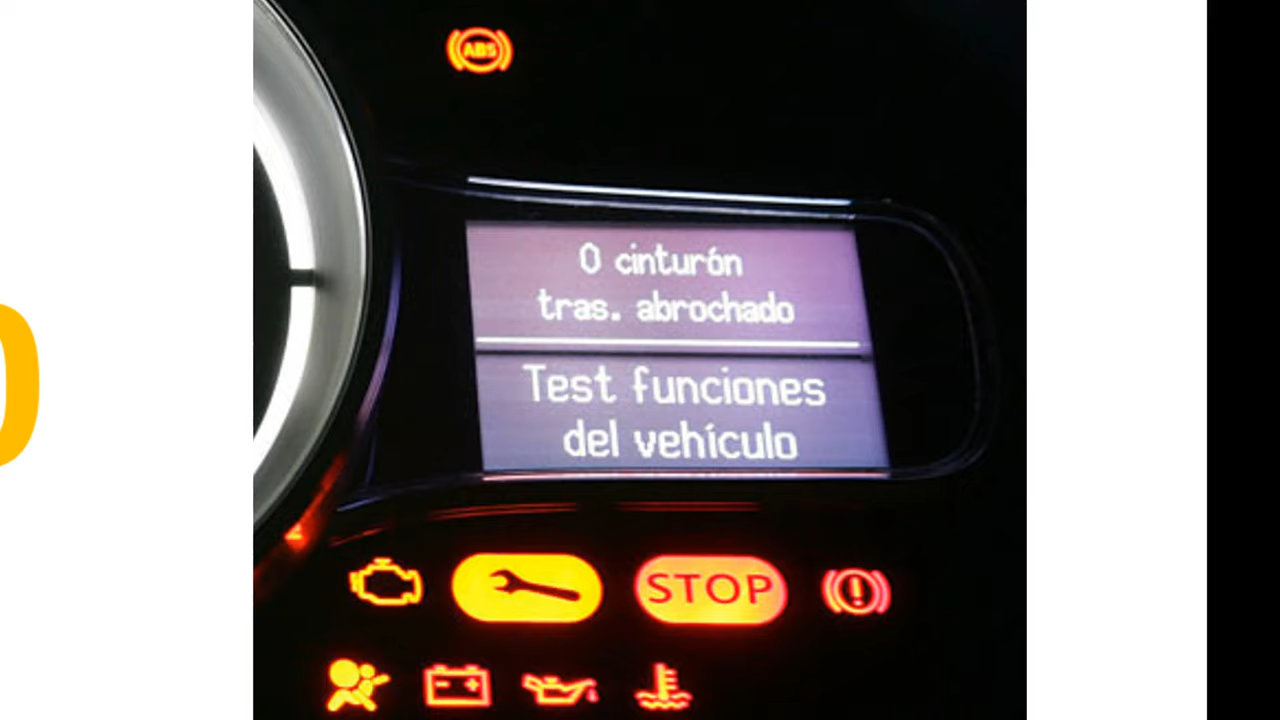 ABS
0 cinturón
tras. abrochado
Test funciones
del vehículo
STOP